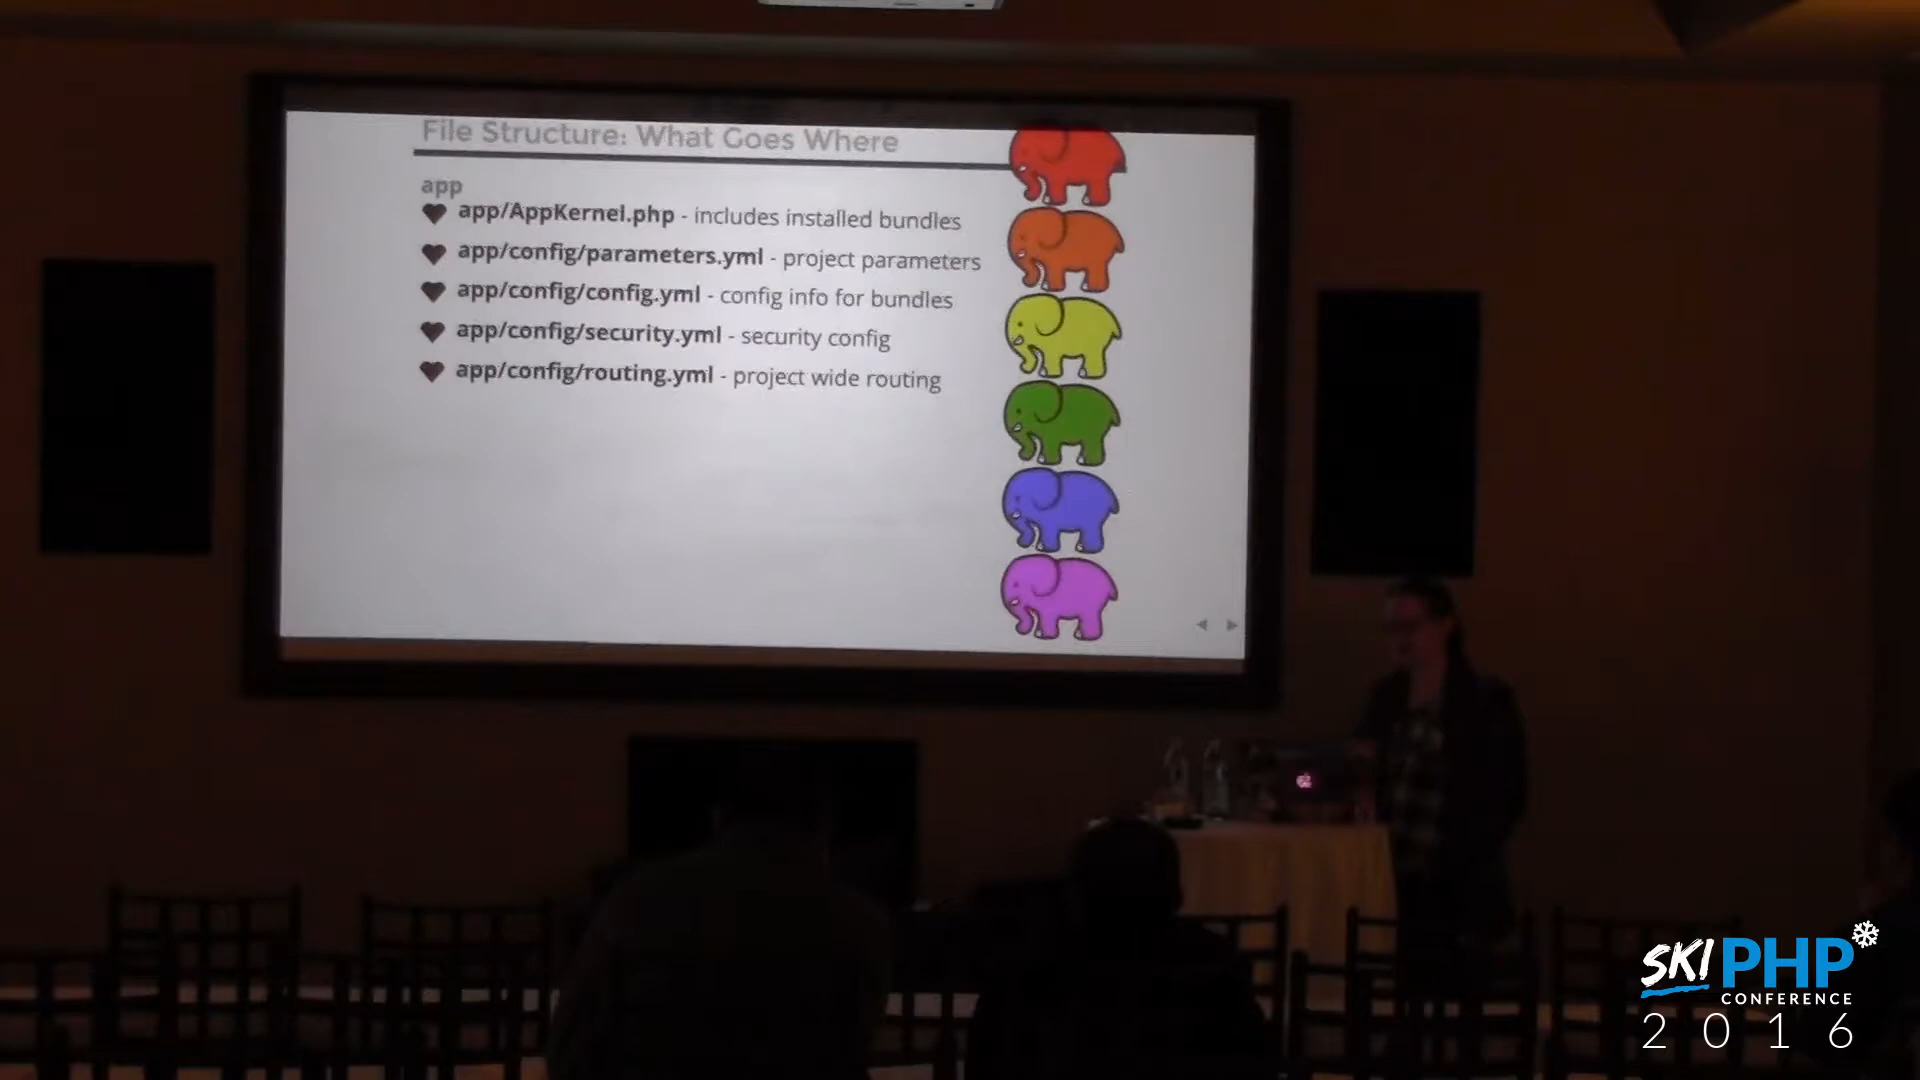 File Structure: What Goes Where
app
app/AppKernel.php - includes installed bundles
app/config/parameters.yml - project parameters
app/config/config.yml - config info for bundles
app/config/security.yml - security config
app/config/routing.yml - project wide routing
SKI PHP
CONFERENCE
2016